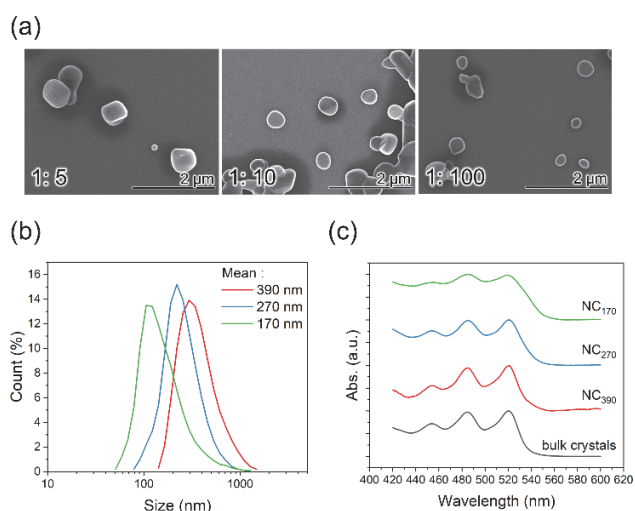 (a)
1: 5
2 μm
1: 10
2 μm
1: 100
2 μm
(b)
Count (%)
16
14
12
10
8
6
4
2
0
Mean :
390 nm
270 nm
170 nm
10 100 1000
Size (nm)
(c)
Abs. (a.u.)
NC170
NC270
NC390
bulk crystals
400 420 440 460 480 500 520 540 560 580 600 620
Wavelength (nm)